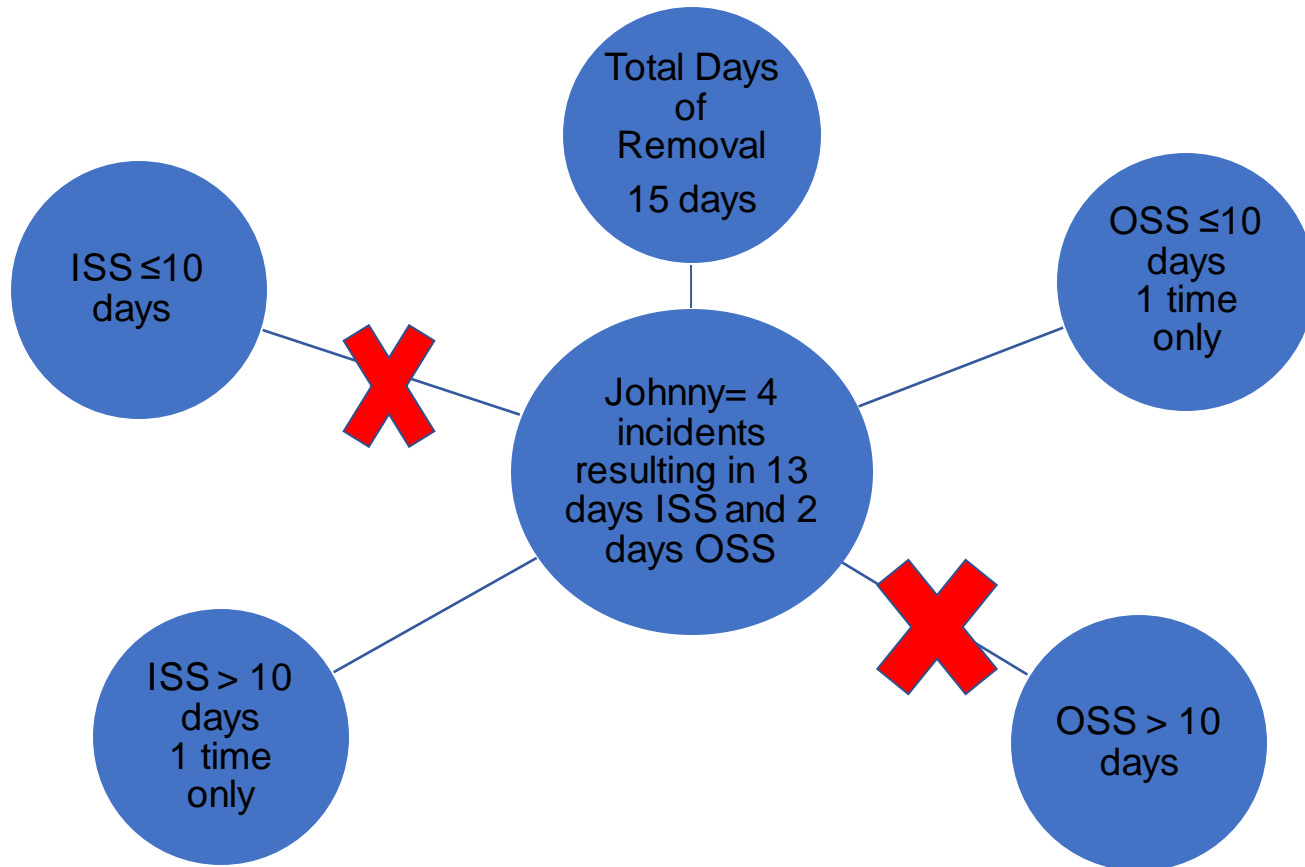 Total Days
of
Removal
15 days
ISS ≤10
days
OSS ≤10
days
1 time
only
Johnny= 4
incidents
resulting in 13
days ISS and 2
days OSS
ISS > 10
days
1 time
only
OSS > 10
days